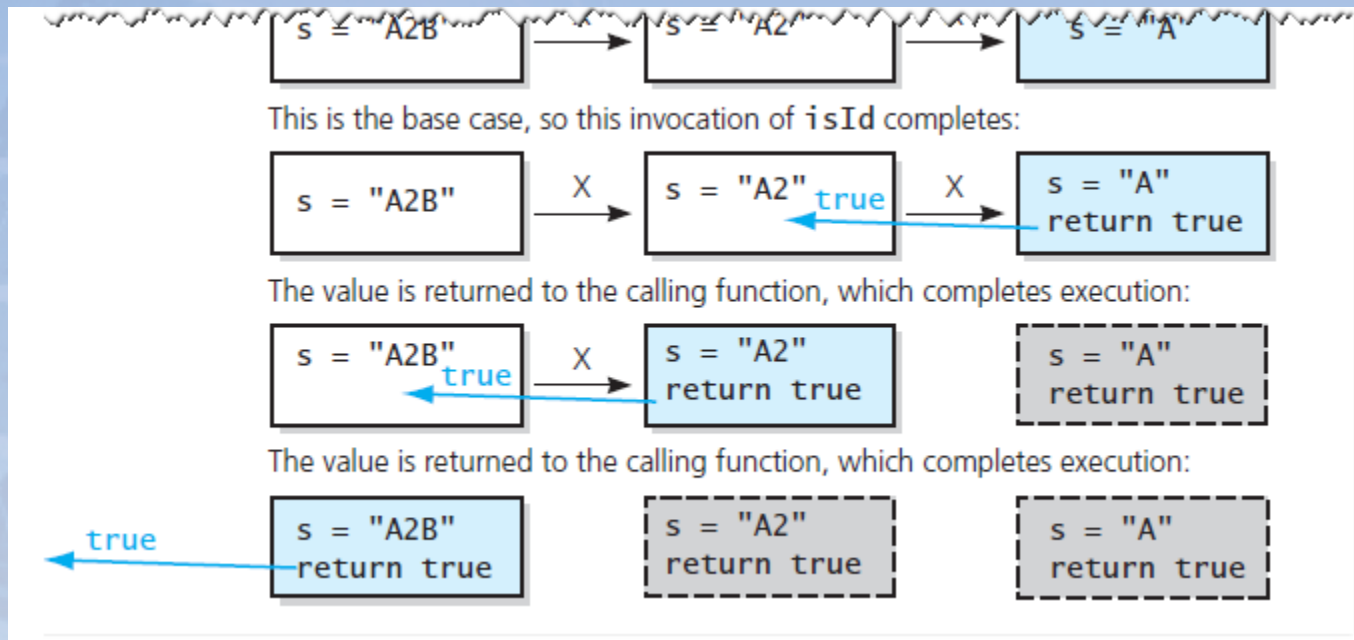 s = "A2B" s = "A2" s = "A"
This is the base case, so this invocation of isId completes:
s = "A2B" X s = "A2" true X s = "A"
return true
The value is returned to the calling function, which completes execution:
s = "A2B" true X s = "A2" s = "A"
return true return true
The value is returned to the calling function, which completes execution:
true s = "A2B" s = "A2" s = "A"
return true return true return true